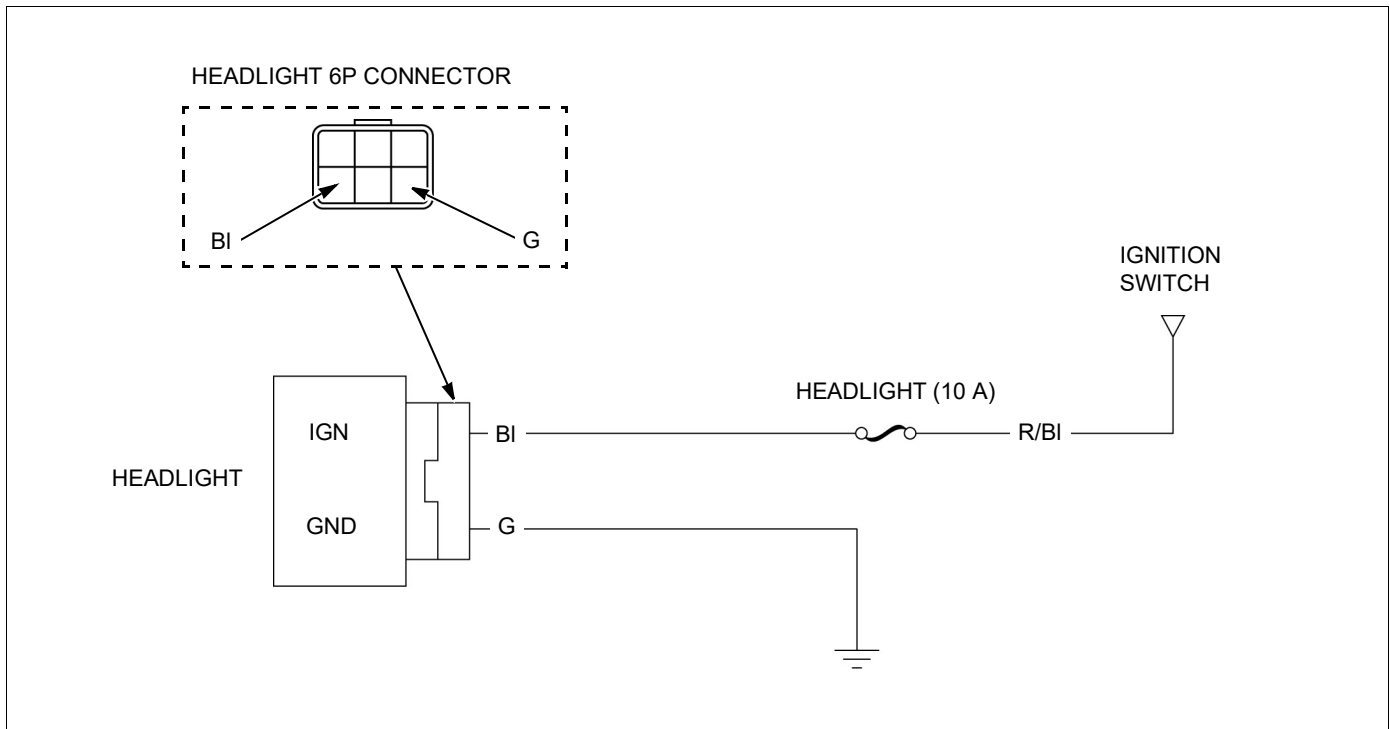 HEADLIGHT 6P CONNECTOR
Bl
G
IGNITION
SWITCH
HEADLIGHT (10 A)
IGN
Bl
R/Bl
HEADLIGHT
GND
G